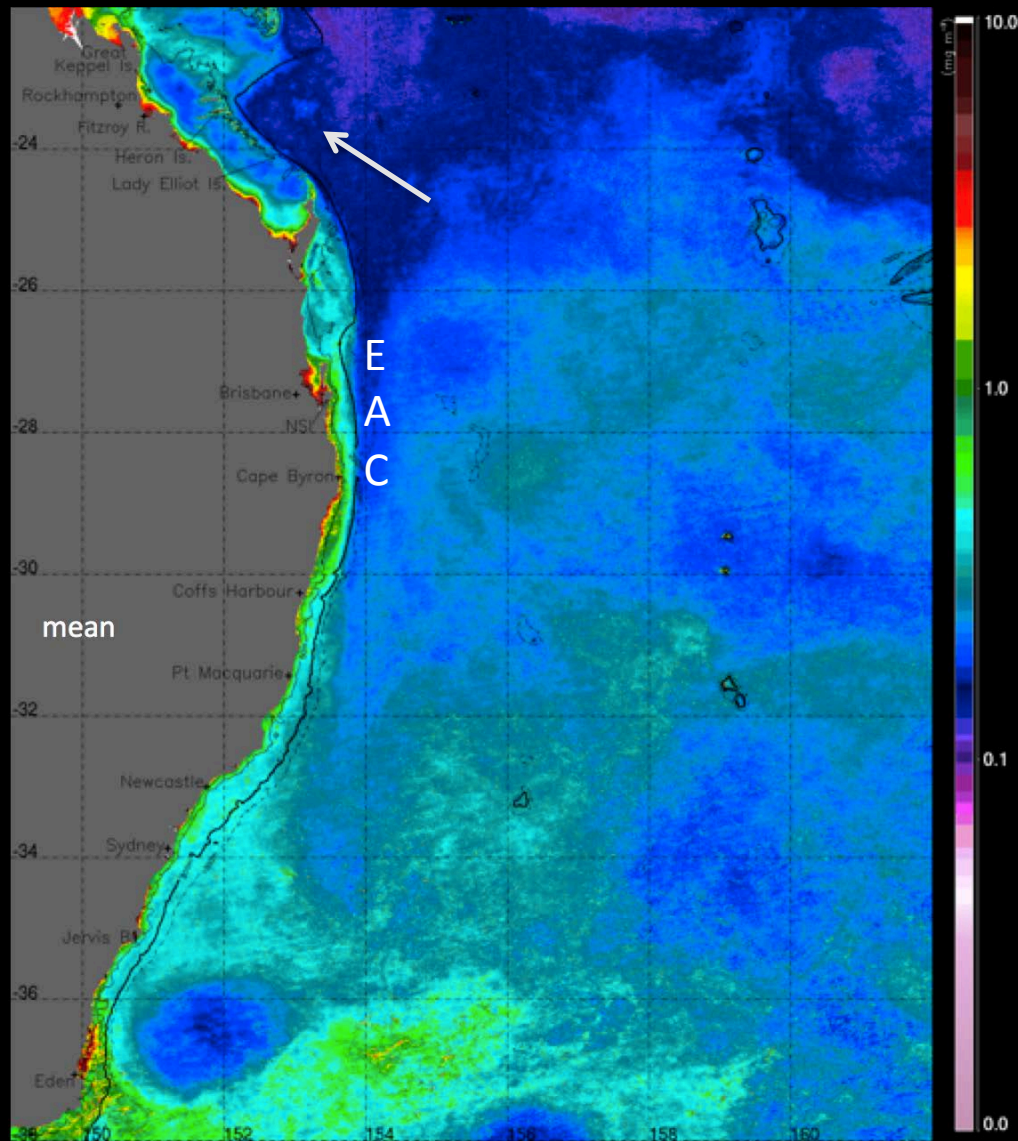 10.0
(mg m⁻³)
Great
Keppel Is.
Rockhampton
Fitzroy R.
-24
Heron Is.
Lady Elliot Is.
-26
E
A
C
1.0
Brisbane
NSI
-28
Cape Byron
-30
Coffs Harbour
mean
Pt Macquarie
-32
0.1
Newcastle
Sydney
-34
Jervis B
-36
Eden
-38
150
152
154
156
158
160
0.0